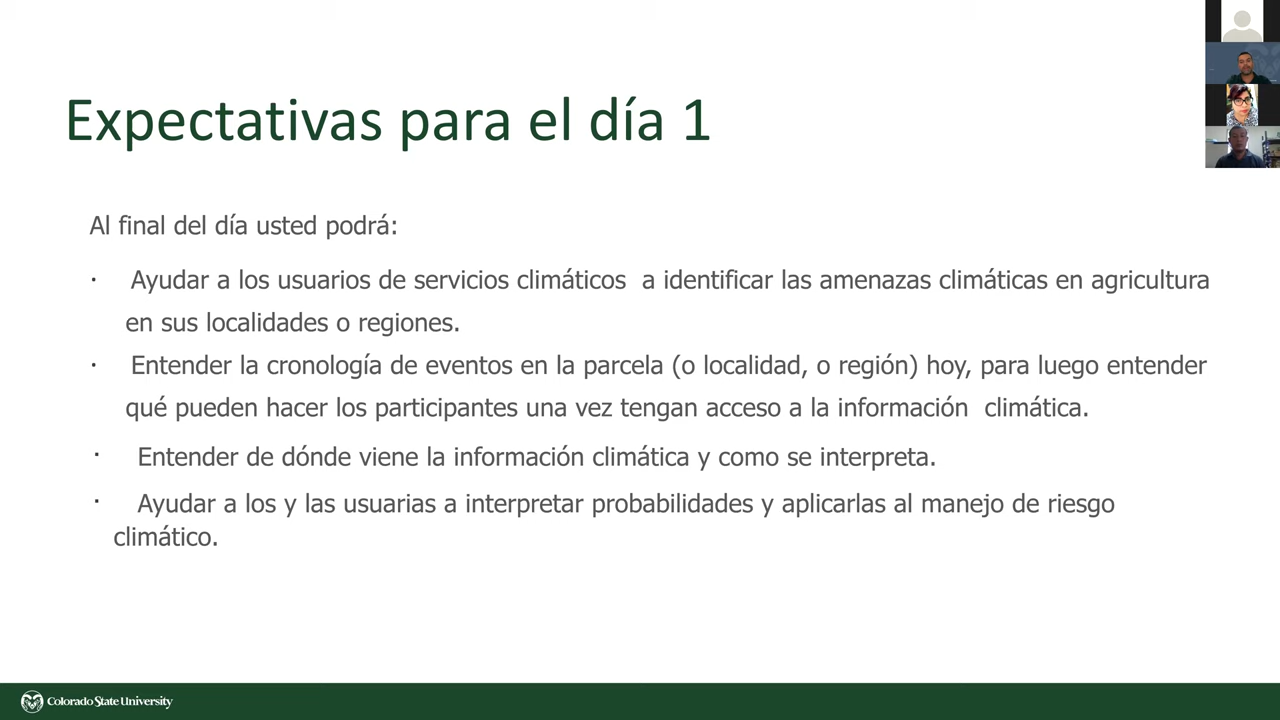 Expectativas para el día 1
Al final del día usted podrá:
· Ayudar a los usuarios de servicios climáticos a identificar las amenazas climáticas en agricultura
en sus localidades o regiones.
· Entender la cronología de eventos en la parcela (o localidad, o región) hoy, para luego entender
qué pueden hacer los participantes una vez tengan acceso a la información climática.
· Entender de dónde viene la información climática y como se interpreta.
· Ayudar a los y las usuarias a interpretar probabilidades y aplicarlas al manejo de riesgo
climático.
Colorado State University